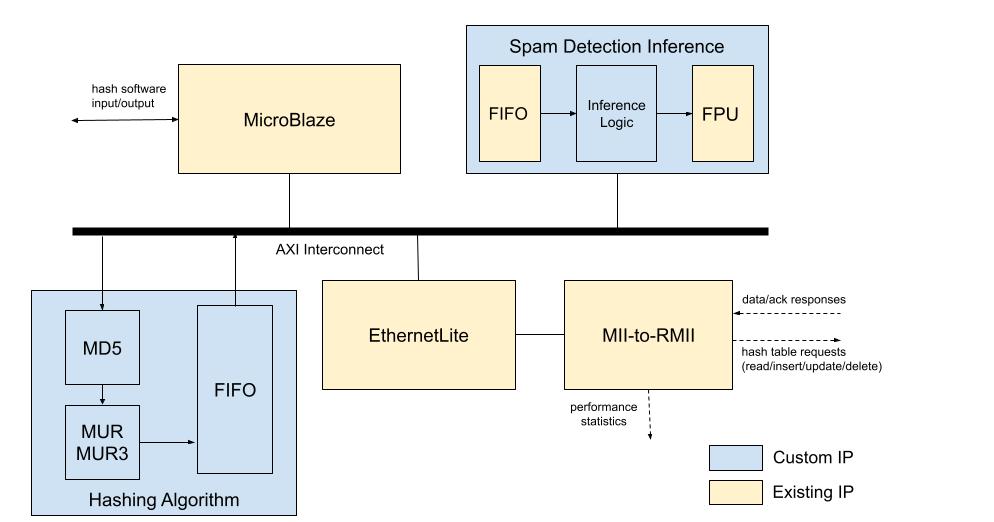 Spam Detection Inference
hash software
input/output
MicroBlaze
FIFO
Inference
Logic
FPU
AXI Interconnect
MD5
MUR
MUR3
FIFO
Hashing Algorithm
EthernetLite
MII-to-RMII
data/ack responses
hash table requests
(read/insert/update/delete)
performance
statistics
Custom IP
Existing IP